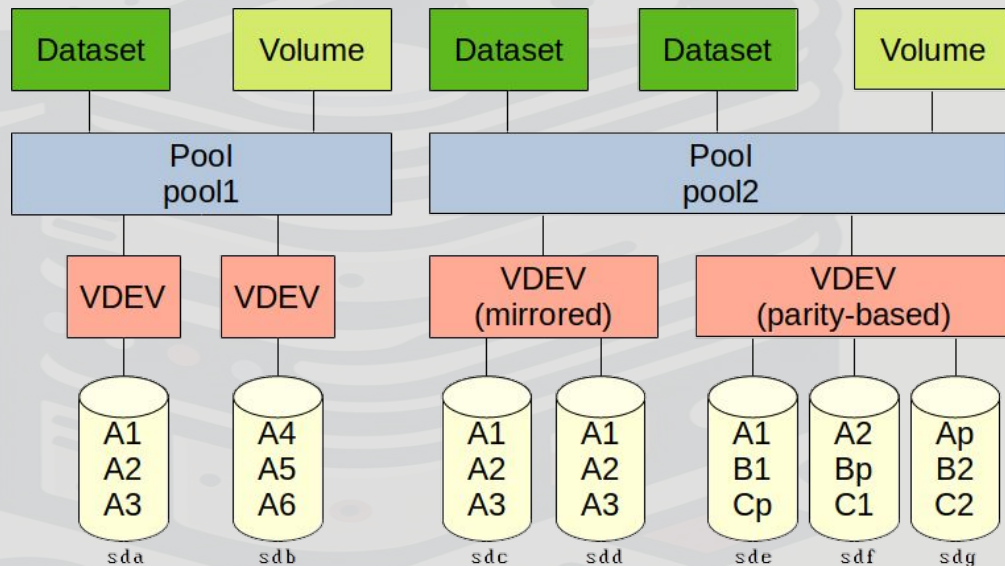 Dataset
Volume
Dataset
Dataset
Volume
Pool
pool1
Pool
pool2
VDEV
VDEV
VDEV
(mirrored)
VDEV
(parity-based)
A1
A2
A3
A4
A5
A6
A1
A2
A3
A1
A2
A3
A1
B1
Cp
A2
Bp
C1
Ap
B2
C2
sda
sdb
sdc
sdd
sde
sdf
sdg